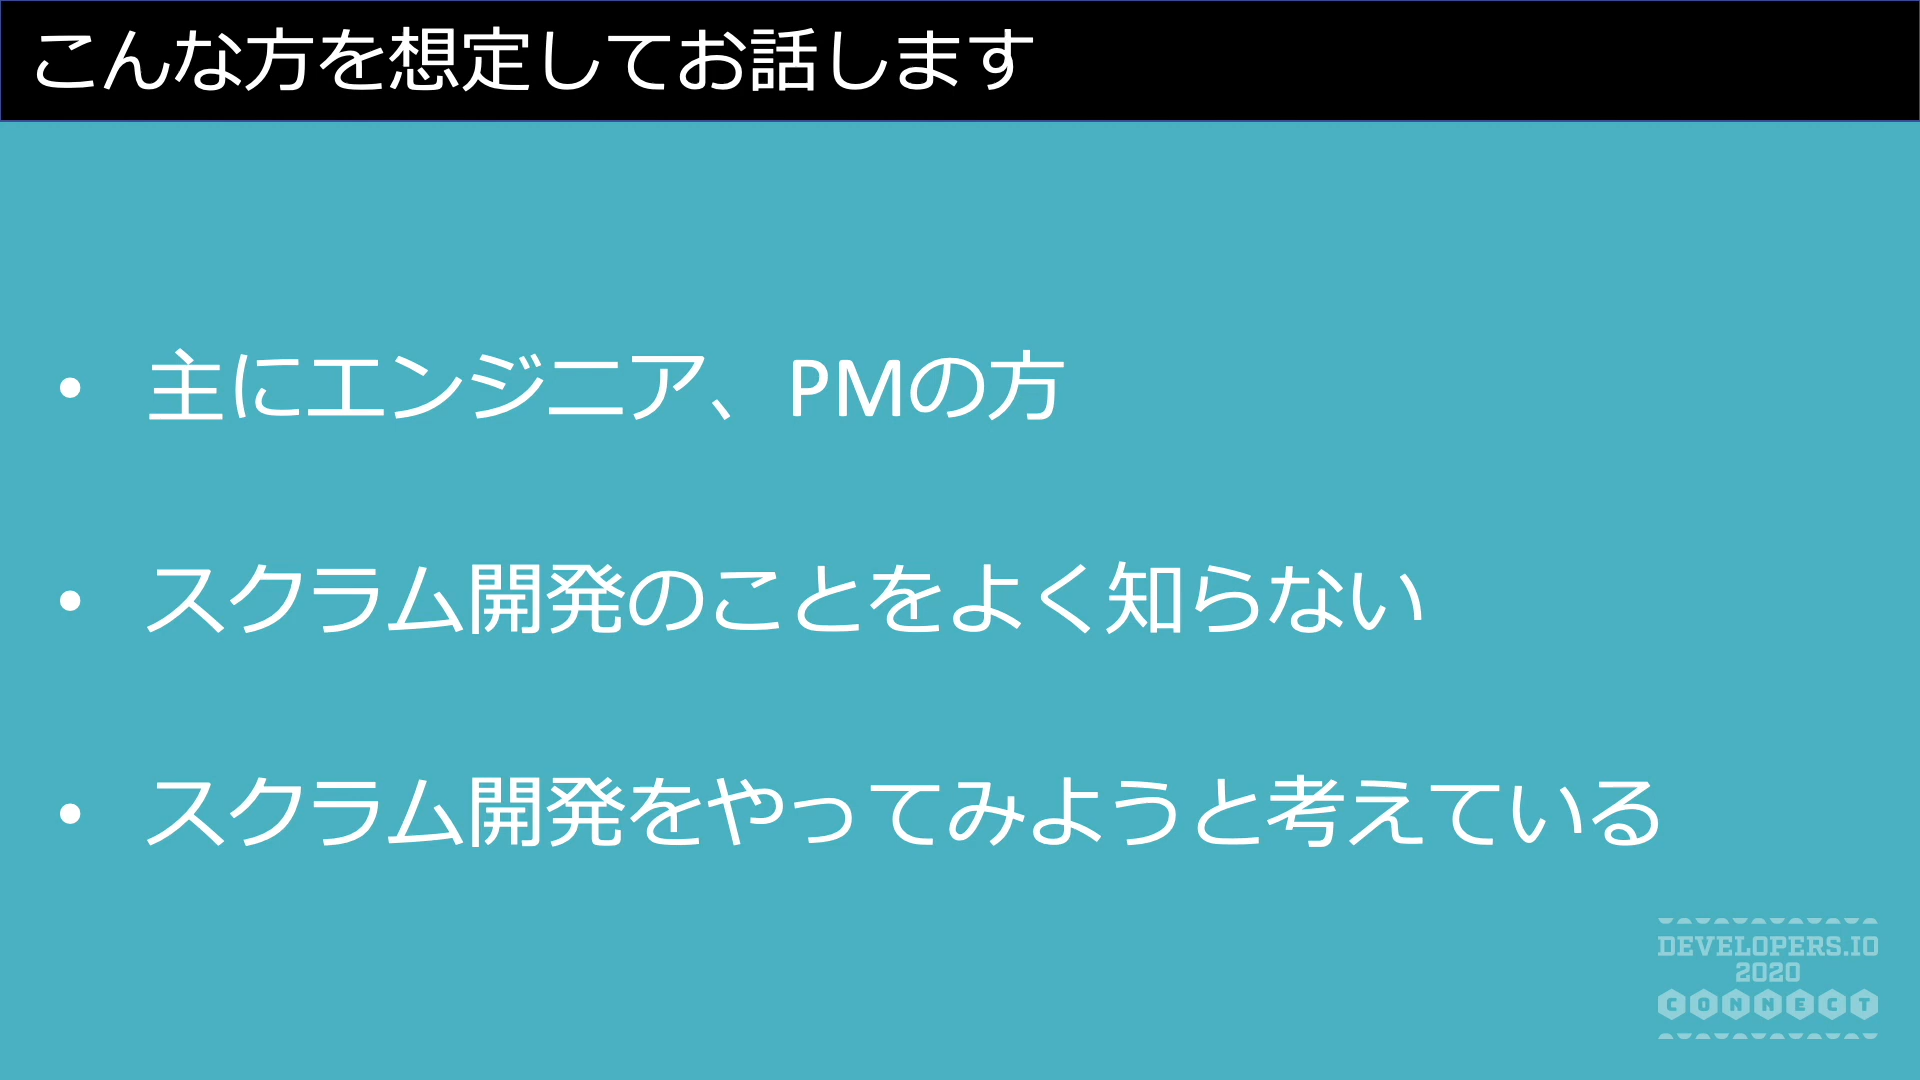 こんな方を想定してお話します
• 主にエンジニア、PMの方
• スクラム開発のことをよく知らない
• スクラム開発をやってみようと考えている
DEVELOPERS.IO
2020
CONNECT